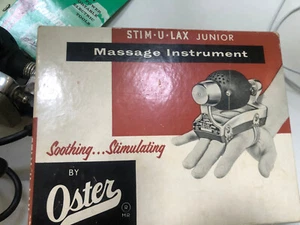 STIM-U-LAX JUNIOR
Massage Instrument
Soothing...Stimulating
BY
Oster